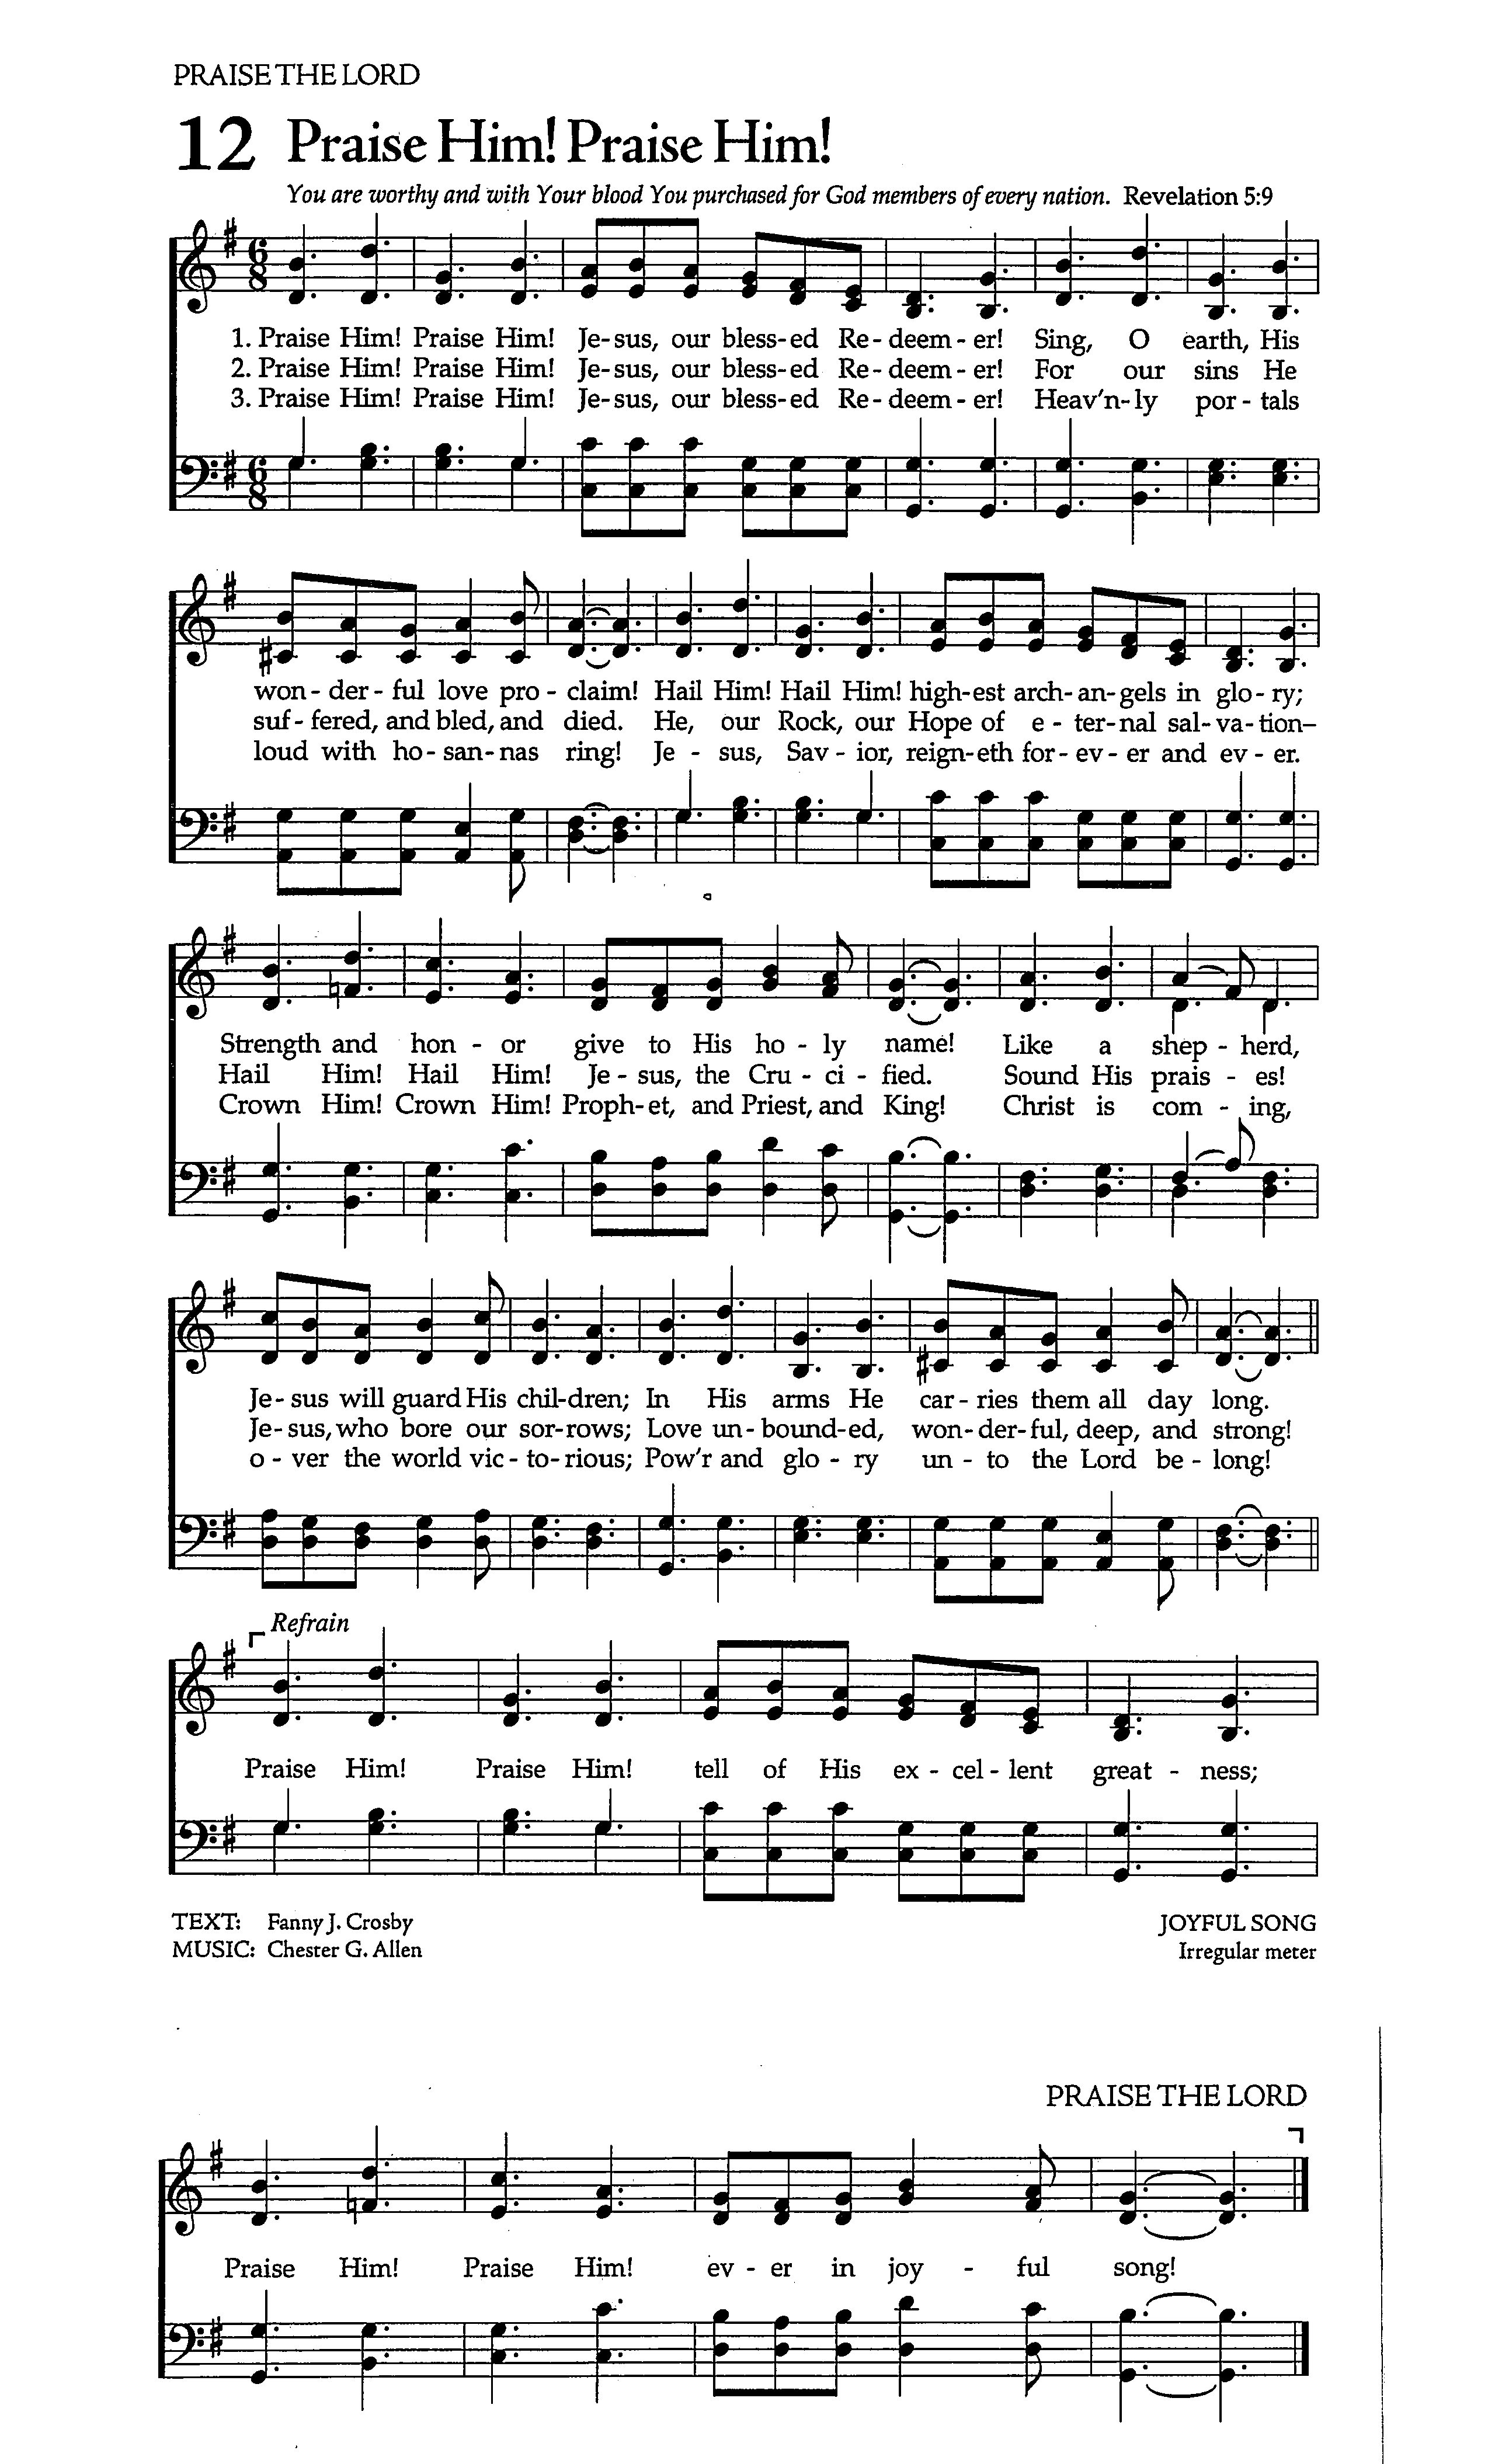 PRAISE THE LORD
12 Praise Him! Praise Him!
You are worthy and with Your blood You purchased for God members of every nation. Revelation 5:9
1. Praise Him! Praise Him! Je-sus, our bless-ed Re-deem-er! Sing, O earth, His
2. Praise Him! Praise Him! Je-sus, our bless-ed Re-deem-er! For our sins He
3. Praise Him! Praise Him! Je-sus, our bless-ed Re-deem-er! Heav'n-ly por-tals
won-der-ful love pro-claim! Hail Him! Hail Him! high-est arch-an-gels in glo-ry;
suf-fered, and bled, and died. He, our Rock, our Hope of e-ter-nal sal-va-tion–
loud with ho-san-nas ring! Je-sus, Sav-ior, reign-eth for-ev-er and ev-er.
Strength and hon-or give to His ho-ly name! Like a shep-herd,
Hail Him! Hail Him! Je-sus, the Cru-ci-fied. Sound His prais-es!
Crown Him! Crown Him! Proph-et, and Priest, and King! Christ is com-ing,
Je-sus will guard His chil-dren; In His arms He car-ries them all day long.
Je-sus, who bore our sor-rows; Love un-bound-ed, won-der-ful, deep, and strong!
o-ver the world vic-to-rious; Pow'r and glo-ry un-to the Lord be-long!
Refrain
Praise Him! Praise Him! tell of His ex-cel-lent great-ness;
TEXT: Fanny J. Crosby JOYFUL SONG
MUSIC: Chester G. Allen Irregular meter
PRAISE THE LORD
Praise Him! Praise Him! ev-er in joy-ful song!